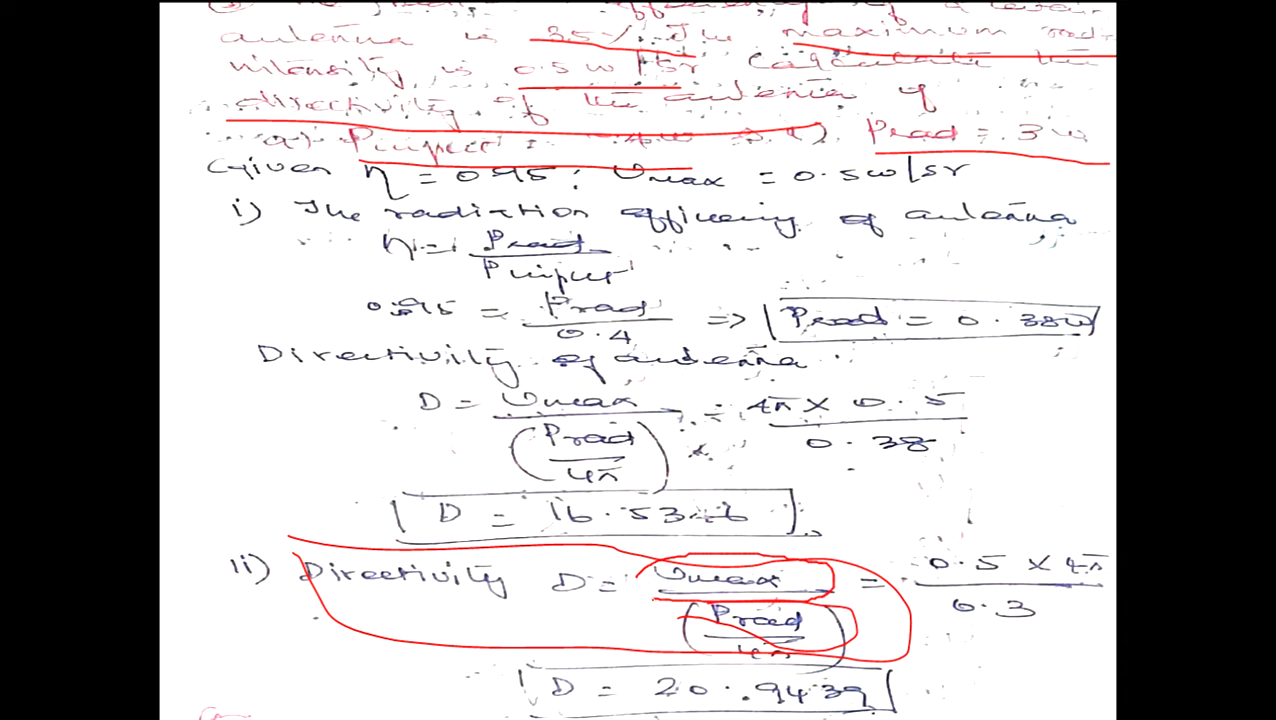 antenna is 95%. The maximum rad
intensity is 0.5 w/sr calculate the
directivity of the antenna if
a) Pinput = .4w Prad = .3w
Given η = 0.95 ; Umax = 0.5w/sr
i) The radiation efficiency of antenna
η = Prad / Pinput
0.95 = Prad / 0.4 => Prad = 0.38w
Directivity of antenna
D = Umax / (Prad / 4π) = 4π × 0.5 / 0.38
D = 16.5346
ii) Directivity D = Umax / (Prad / 4π) = 0.5 × 4π / 0.3
D = 20.9439